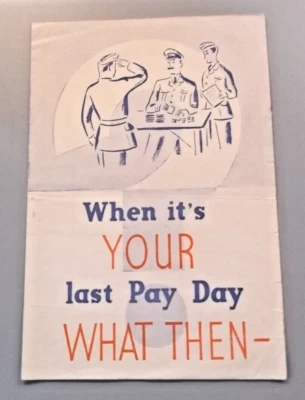 When it's
YOUR
last Pay Day
WHAT THEN-